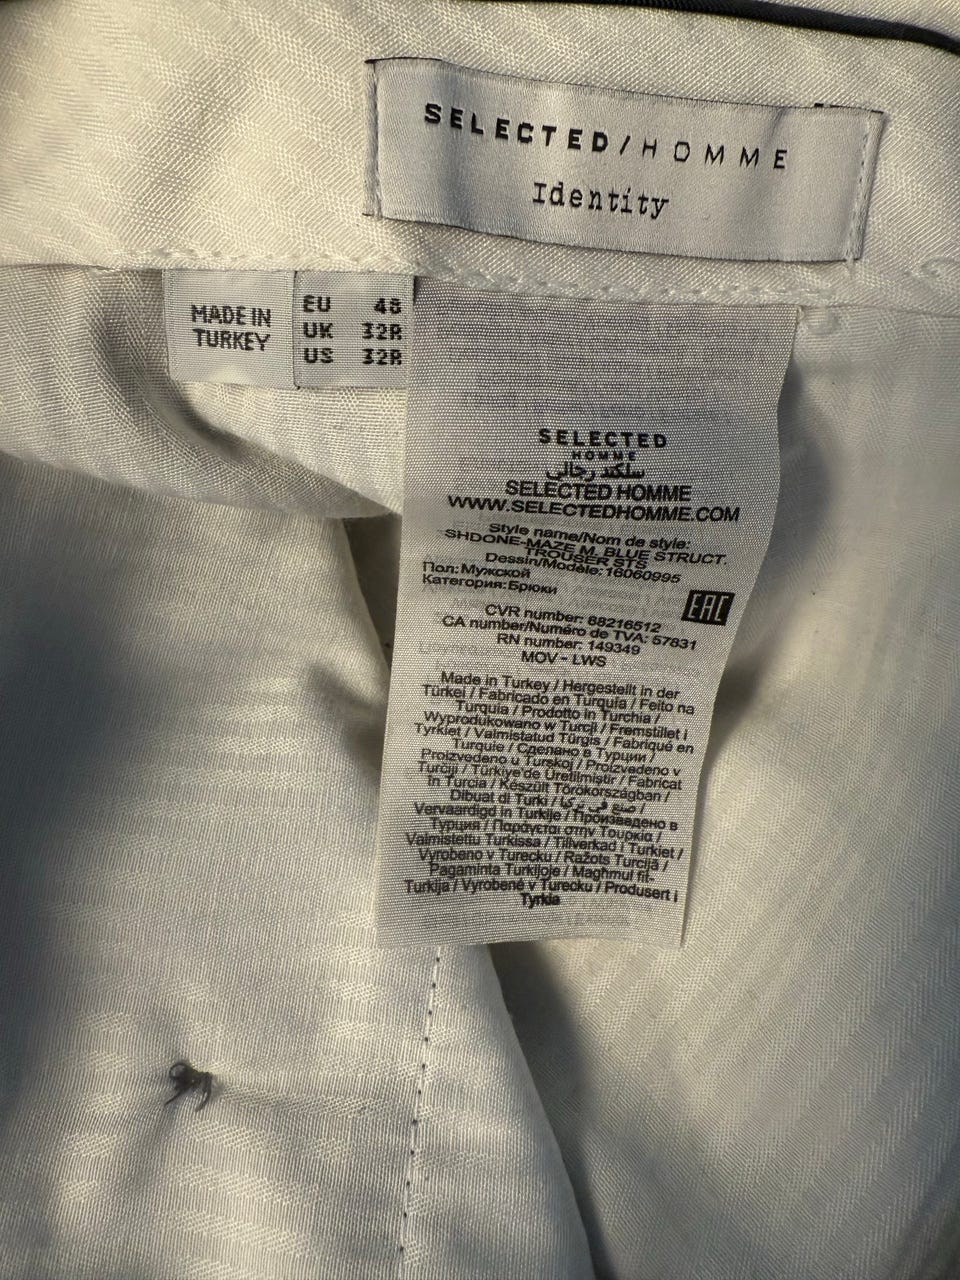 SELECTED/HOMME
Identity
MADE IN
TURKEY
EU 48
UK 32R
US 32R
SELECTED
HOMME
سلكتد رجالي
SELECTED HOMME
WWW.SELECTEDHOMME.COM
Style name/Nom de style:
SHDONE-MAZE M. BLUE STRUCT.
TROUSER STS
Dessin/Modèle: 16060995
Пол: Мужской
Категория: Брюки
EAC
CVR number: 68216512
CA number/Numéro de TVA: 57831
RN number: 149349
MOV - LWS
Made in Turkey / Hergestellt in der
Türkei / Fabricado en Turquía / Feito na
Turquia / Prodotto in Turchia /
Wyprodukowano w Turcji / Fremstillet i
Tyrkiet / Valmistatud Türgis / Fabriqué en
Turquie / Сделано в Турции /
Proizvedeno u Turskoj / Proizvedeno v
Turčiji / Türkiye'de Üretilmiştir / Fabricat
în Turcia / Készült Törökországban /
Dibuat di Turki / صنع في تركيا /
Vervaardigd in Turkije / Произведено в
Турция / Παράγεται στην Τουρκία /
Valmistettu Turkissa / Tillverkad i Turkiet /
Vyrobeno v Turecku / Ražots Turcijā /
Pagaminta Turkijoje / Magħmul fit-
Turkija / Vyrobené v Turecku / Produsert i
Tyrkia